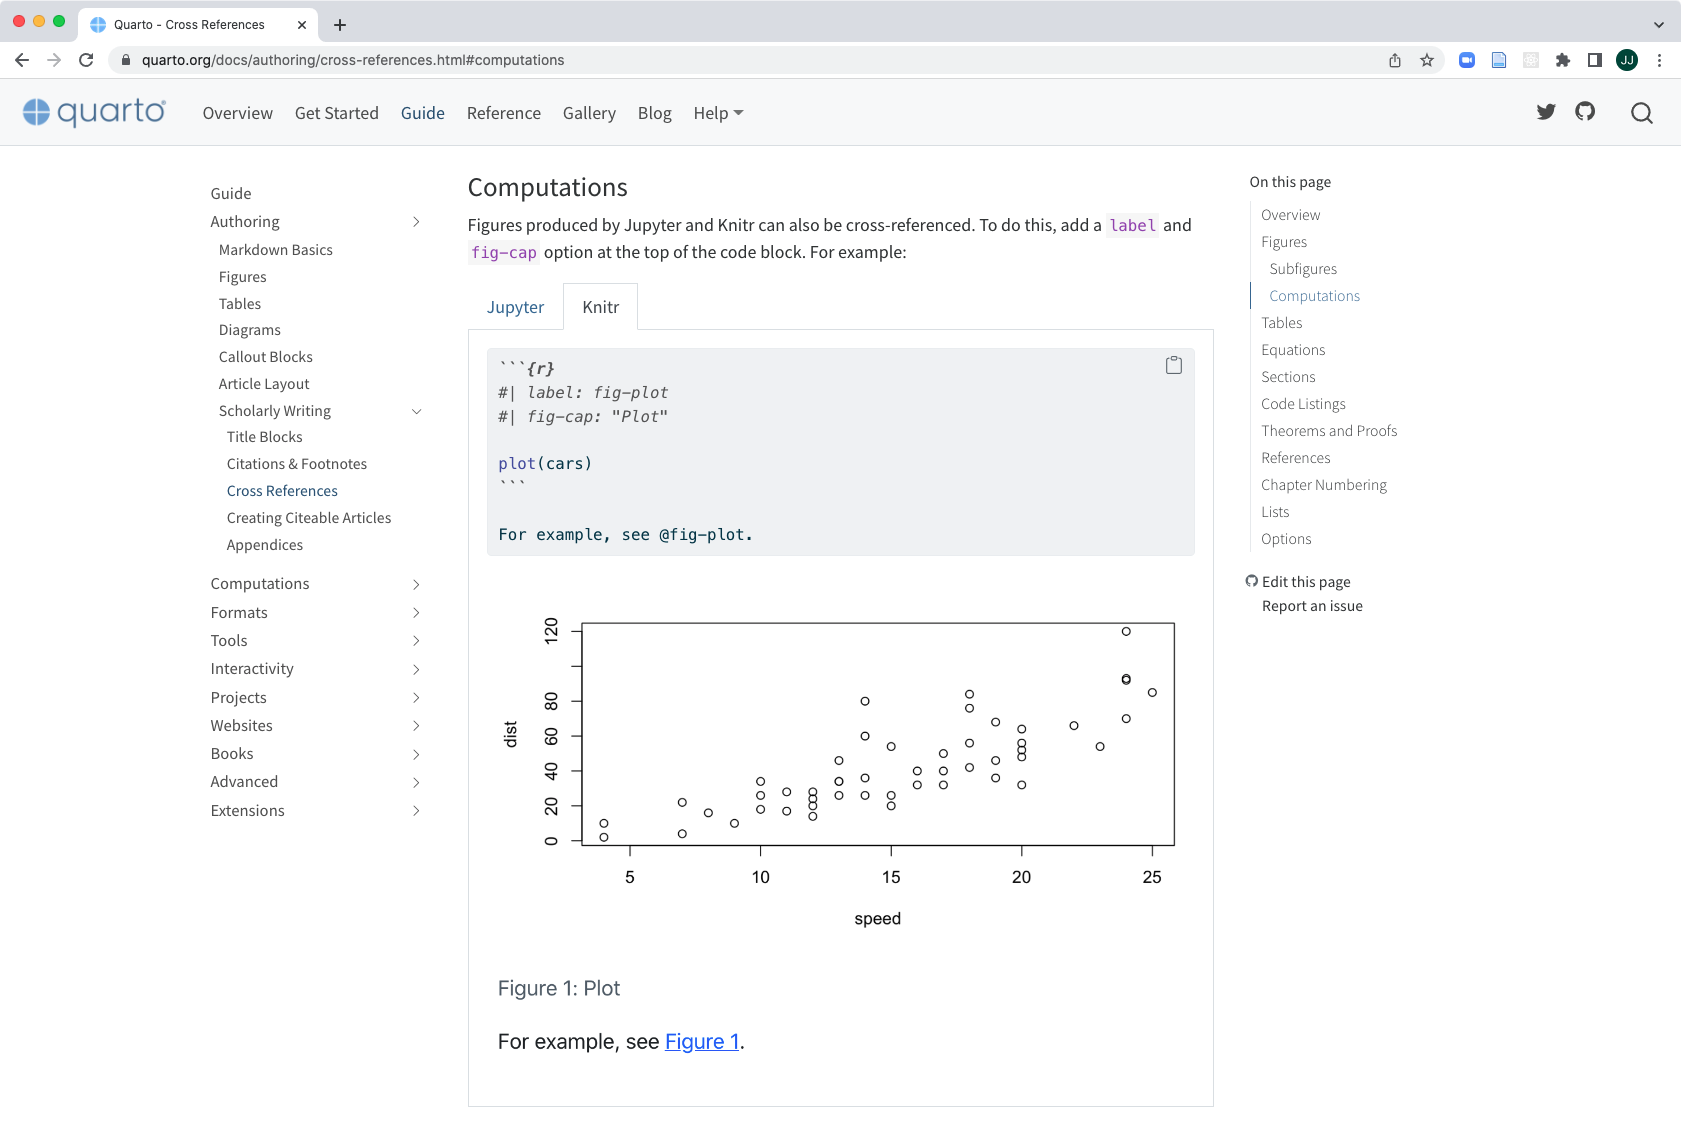 Quarto - Cross References
quarto.org/docs/authoring/cross-references.html#computations
JJ
quarto
Overview
Get Started
Guide
Reference
Gallery
Blog
Help
Guide
Authoring
Markdown Basics
Figures
Tables
Diagrams
Callout Blocks
Article Layout
Scholarly Writing
Title Blocks
Citations & Footnotes
Cross References
Creating Citeable Articles
Appendices
Computations
Formats
Tools
Interactivity
Projects
Websites
Books
Advanced
Extensions
Computations
Figures produced by Jupyter and Knitr can also be cross-referenced. To do this, add a label and
fig-cap option at the top of the code block. For example:
Jupyter
Knitr
```{r}
#| label: fig-plot
#| fig-cap: "Plot"
plot(cars)
```
For example, see @fig-plot.
120
80
60
40
20
0
dist
5 10 15 20 25
speed
Figure 1: Plot
For example, see Figure 1.
On this page
Overview
Figures
Subfigures
Computations
Tables
Equations
Sections
Code Listings
Theorems and Proofs
References
Chapter Numbering
Lists
Options
Edit this page
Report an issue